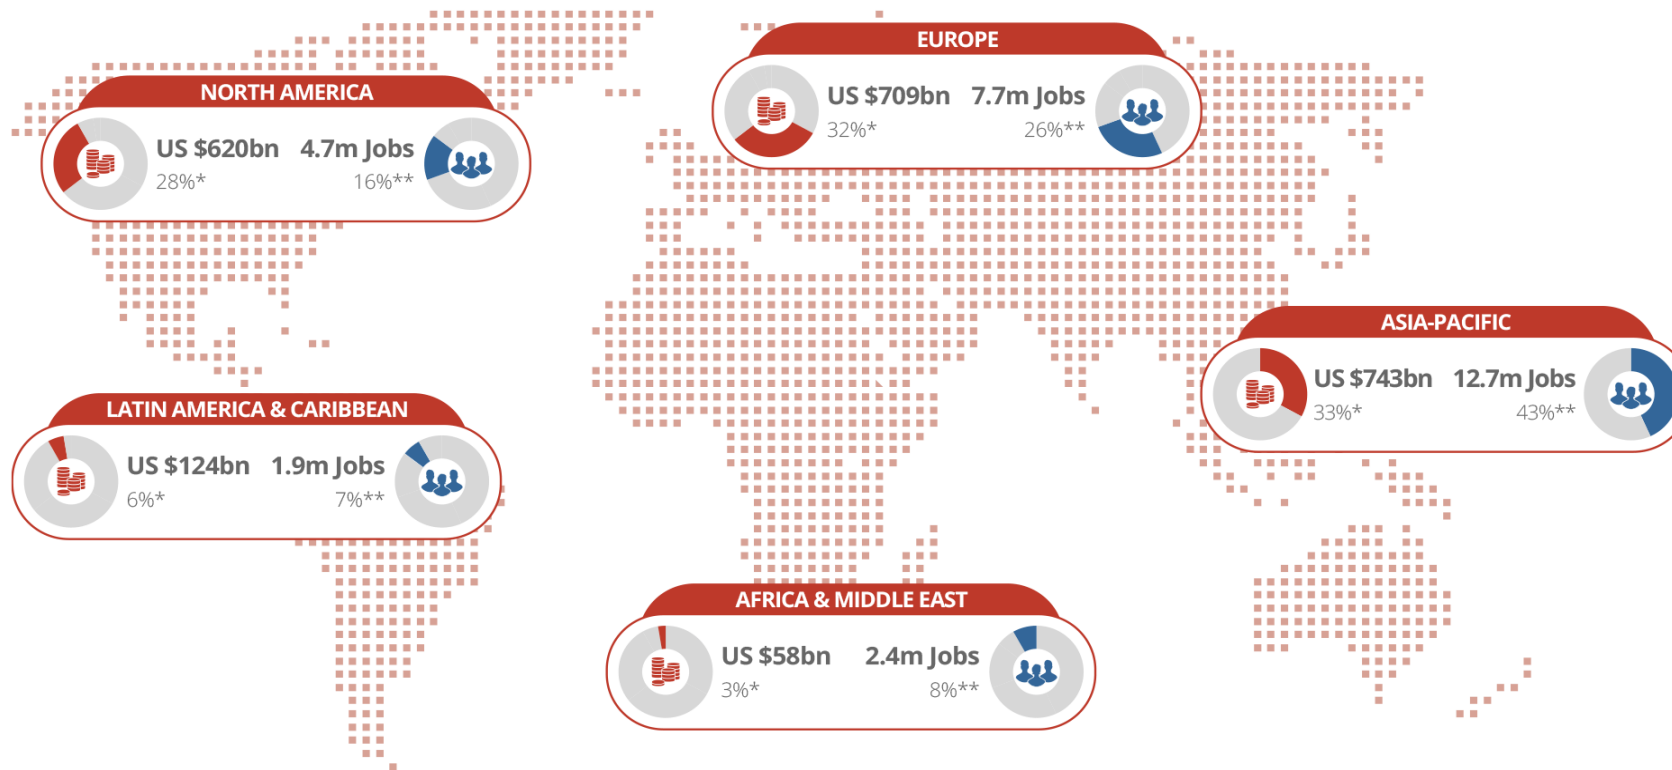 EUROPE
US $709bn 7.7m Jobs
32%* 26%**
NORTH AMERICA
US $620bn 4.7m Jobs
28%* 16%**
ASIA-PACIFIC
US $743bn 12.7m Jobs
33%* 43%**
LATIN AMERICA & CARIBBEAN
US $124bn 1.9m Jobs
6%* 7%**
AFRICA & MIDDLE EAST
US $58bn 2.4m Jobs
3%* 8%**